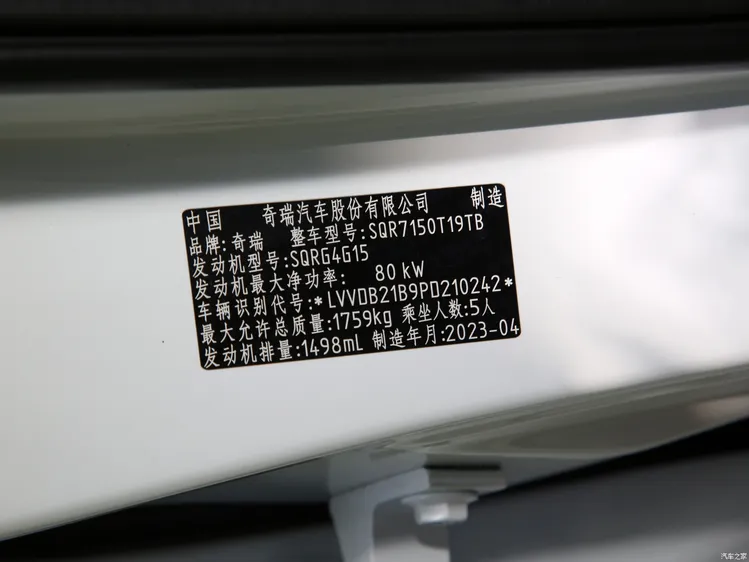 中国 奇瑞汽车股份有限公司 制造
品牌:奇瑞 整车型号:SQR7150T19TB
发动机型号:SQRG4G15
发动机最大净功率: 80 kW
车辆识别代号:*LVVDB21B9PD210242*
最大允许总质量:1759kg 乘坐人数:5人
发动机排量:1498mL 制造年月:2023-04
汽车之家